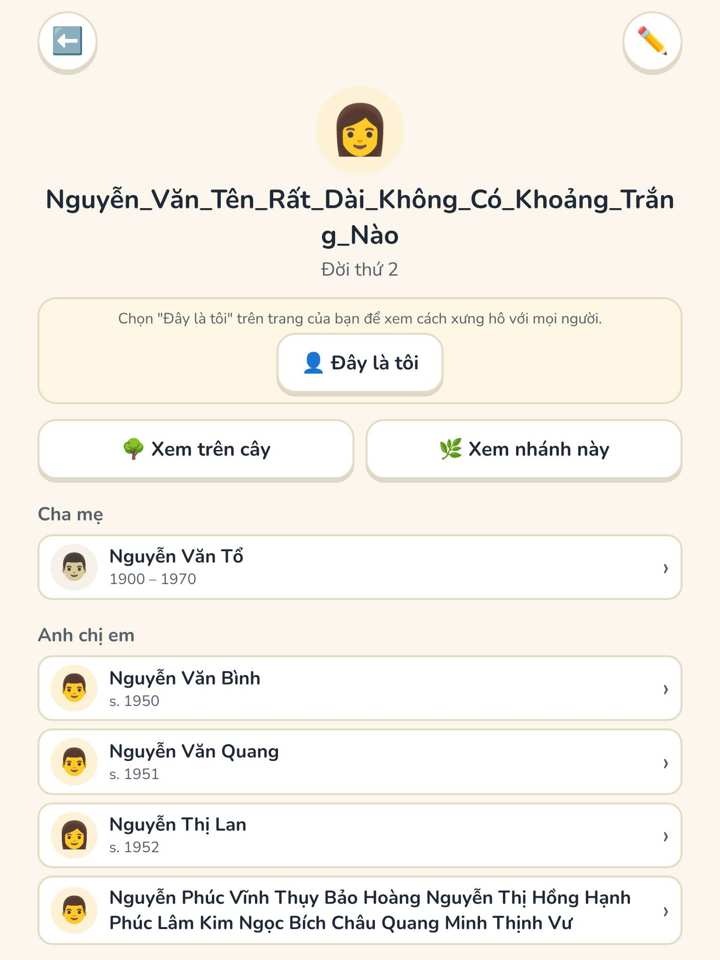 Nguyễn_Văn_Tên_Rất_Dài_Không_Có_Khoảng_Trắn
g_Nào
Đời thứ 2
Chọn "Đây là tôi" trên trang của bạn để xem cách xưng hô với mọi người.
Đây là tôi
Xem trên cây
Xem nhánh này
Cha mẹ
Nguyễn Văn Tổ
1900 – 1970
Anh chị em
Nguyễn Văn Bình
s. 1950
Nguyễn Văn Quang
s. 1951
Nguyễn Thị Lan
s. 1952
Nguyễn Phúc Vĩnh Thụy Bảo Hoàng Nguyễn Thị Hồng Hạnh
Phúc Lâm Kim Ngọc Bích Châu Quang Minh Thịnh Vư